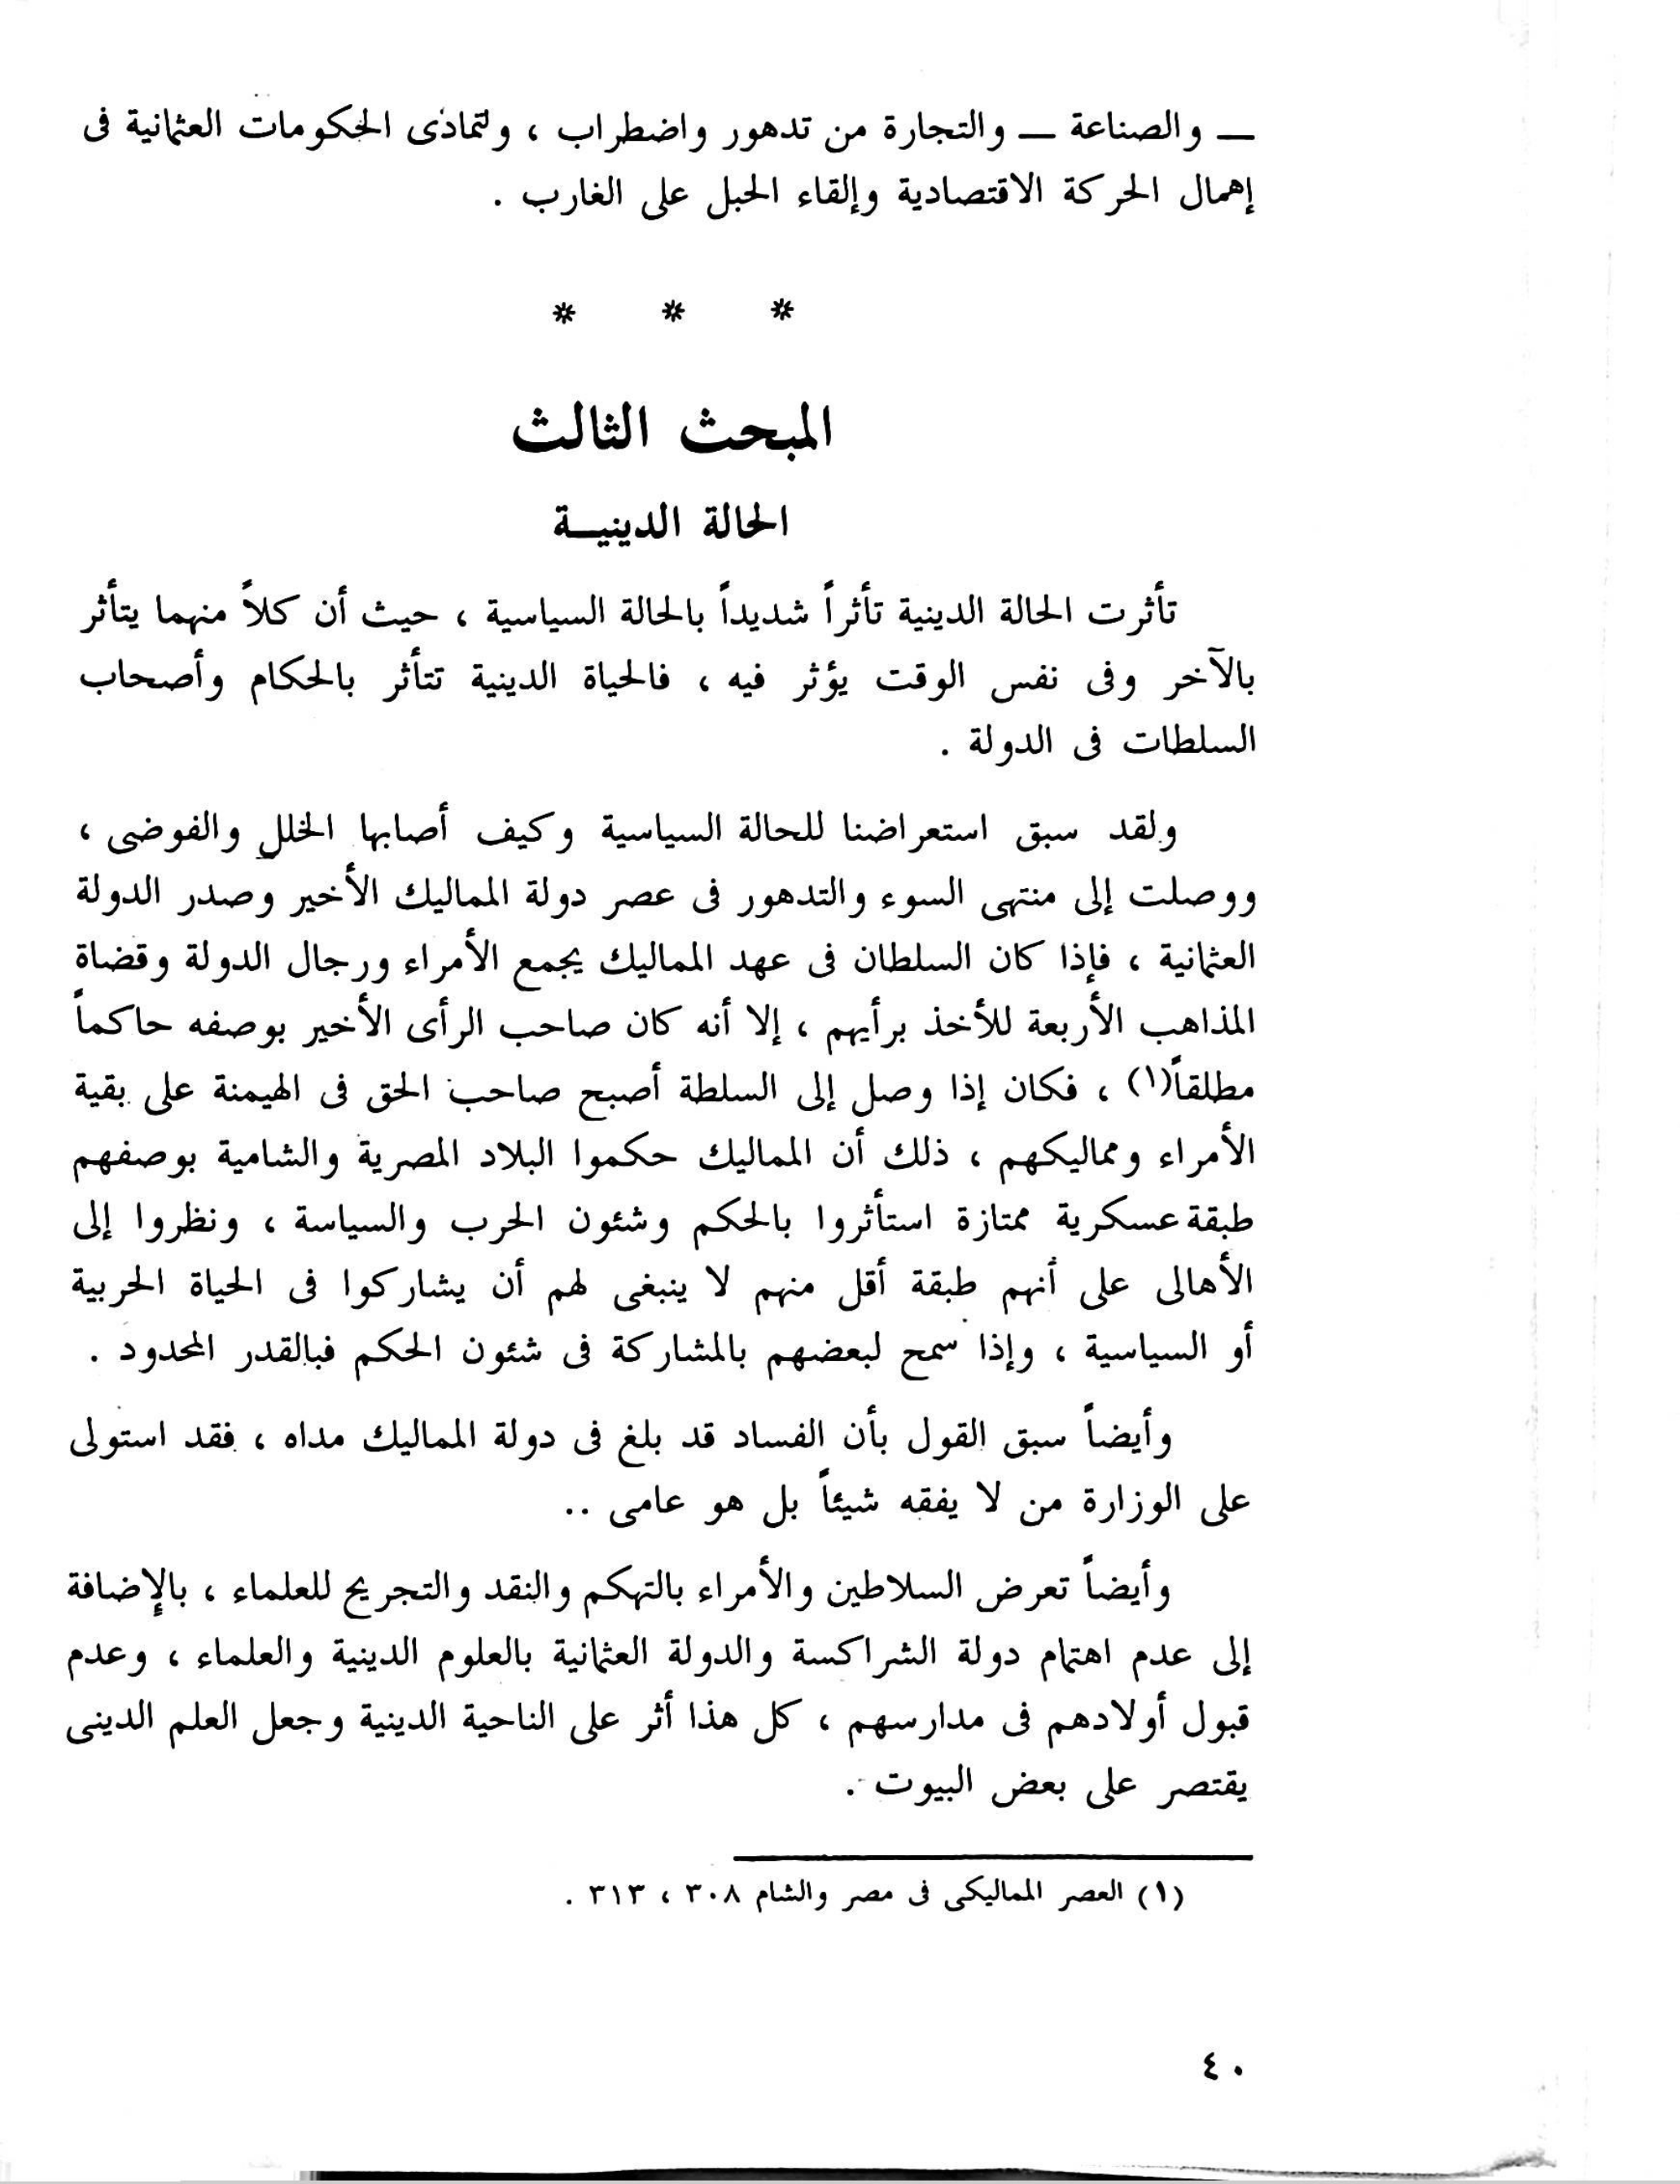 ــ والصناعة ــ والتجارة من تدهور واضطراب ، ولتمادى الحكومات العثمانية فى
إهمال الحركة الاقتصادية وإلقاء الحبل على الغارب .
* * *
المبحث الثالث
الحالة الدينيــة
تأثرت الحالة الدينية تأثراً شديداً بالحالة السياسية ، حيث أن كلاً منهما يتأثر
بالآخر وفى نفس الوقت يؤثر فيه ، فالحياة الدينية تتأثر بالحكام وأصحاب
السلطات فى الدولة .
ولقد سبق استعراضنا للحالة السياسية وكيف أصابها الخلل والفوضى ،
ووصلت إلى منتهى السوء والتدهور فى عصر دولة المماليك الأخير وصدر الدولة
العثمانية ، فإذا كان السلطان فى عهد المماليك يجمع الأمراء ورجال الدولة وقضاة
المذاهب الأربعة للأخذ برأيهم ، إلا أنه كان صاحب الرأى الأخير بوصفه حاكماً
مطلقاً(١) ، فكان إذا وصل إلى السلطة أصبح صاحب الحق فى الهيمنة على بقية
الأمراء ومماليكهم ، ذلك أن المماليك حكموا البلاد المصرية والشامية بوصفهم
طبقة عسكرية ممتازة استأثروا بالحكم وشئون الحرب والسياسة ، ونظروا إلى
الأهالى على أنهم طبقة أقل منهم لا ينبغى لهم أن يشاركوا فى الحياة الحربية
أو السياسية ، وإذا سمح لبعضهم بالمشاركة فى شئون الحكم فبالقدر المحدود .
وأيضاً سبق القول بأن الفساد قد بلغ فى دولة المماليك مداه ، فقد استولى
على الوزارة من لا يفقه شيئاً بل هو عامى ..
وأيضاً تعرض السلاطين والأمراء بالتهكم والنقد والتجريح للعلماء ، بالإضافة
إلى عدم اهتمام دولة الشراكسة والدولة العثمانية بالعلوم الدينية والعلماء ، وعدم
قبول أولادهم فى مدارسهم ، كل هذا أثر على الناحية الدينية وجعل العلم الدينى
يقتصر على بعض البيوت .
(١) العصر المماليكى فى مصر والشام ٣٠٨ ، ٣١٣ .
٤٠